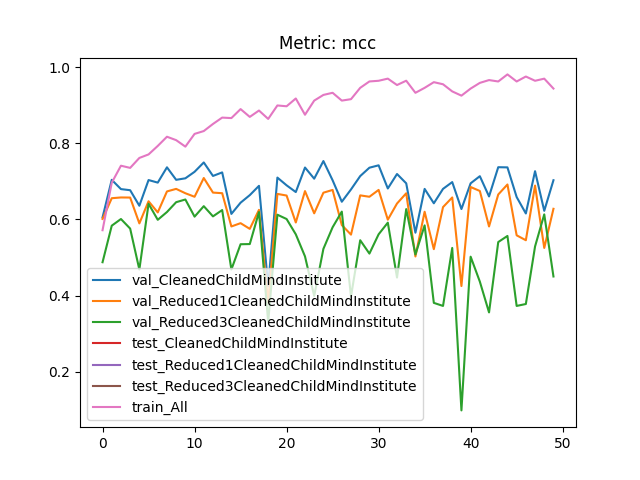 Metric: mcc
1.0
0.8
0.6
0.4
0.2
val_CleanedChildMindInstitute
val_Reduced1CleanedChildMindInstitute
val_Reduced3CleanedChildMindInstitute
test_CleanedChildMindInstitute
test_Reduced1CleanedChildMindInstitute
test_Reduced3CleanedChildMindInstitute
train_All
0 10 20 30 40 50